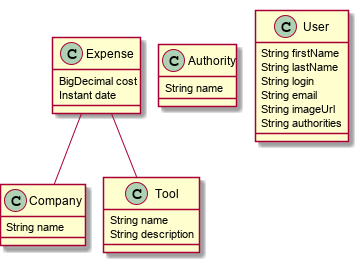 C Expense
BigDecimal cost
Instant date
C Authority
String name
C User
String firstName
String lastName
String login
String email
String imageUrl
String authorities
C Company
String name
C Tool
String name
String description